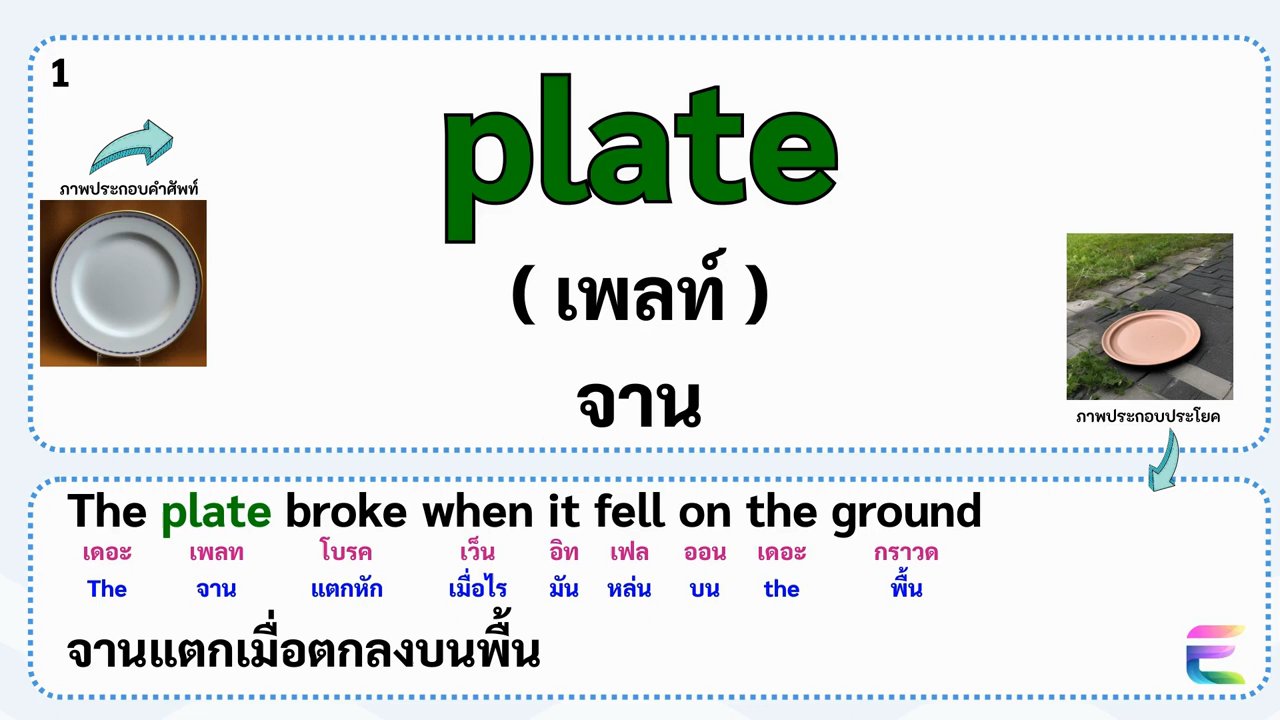 1
plate
ภาพประกอบคำศัพท์
( เพลท์ )
จาน
ภาพประกอบประโยค
The plate broke when it fell on the ground
เดอะ เพลท โบรค เว็น อิท เฟล ออน เดอะ กราวด
The จาน แตกหัก เมื่อไร มัน หล่น บน the พื้น
จานแตกเมื่อตกลงบนพื้น